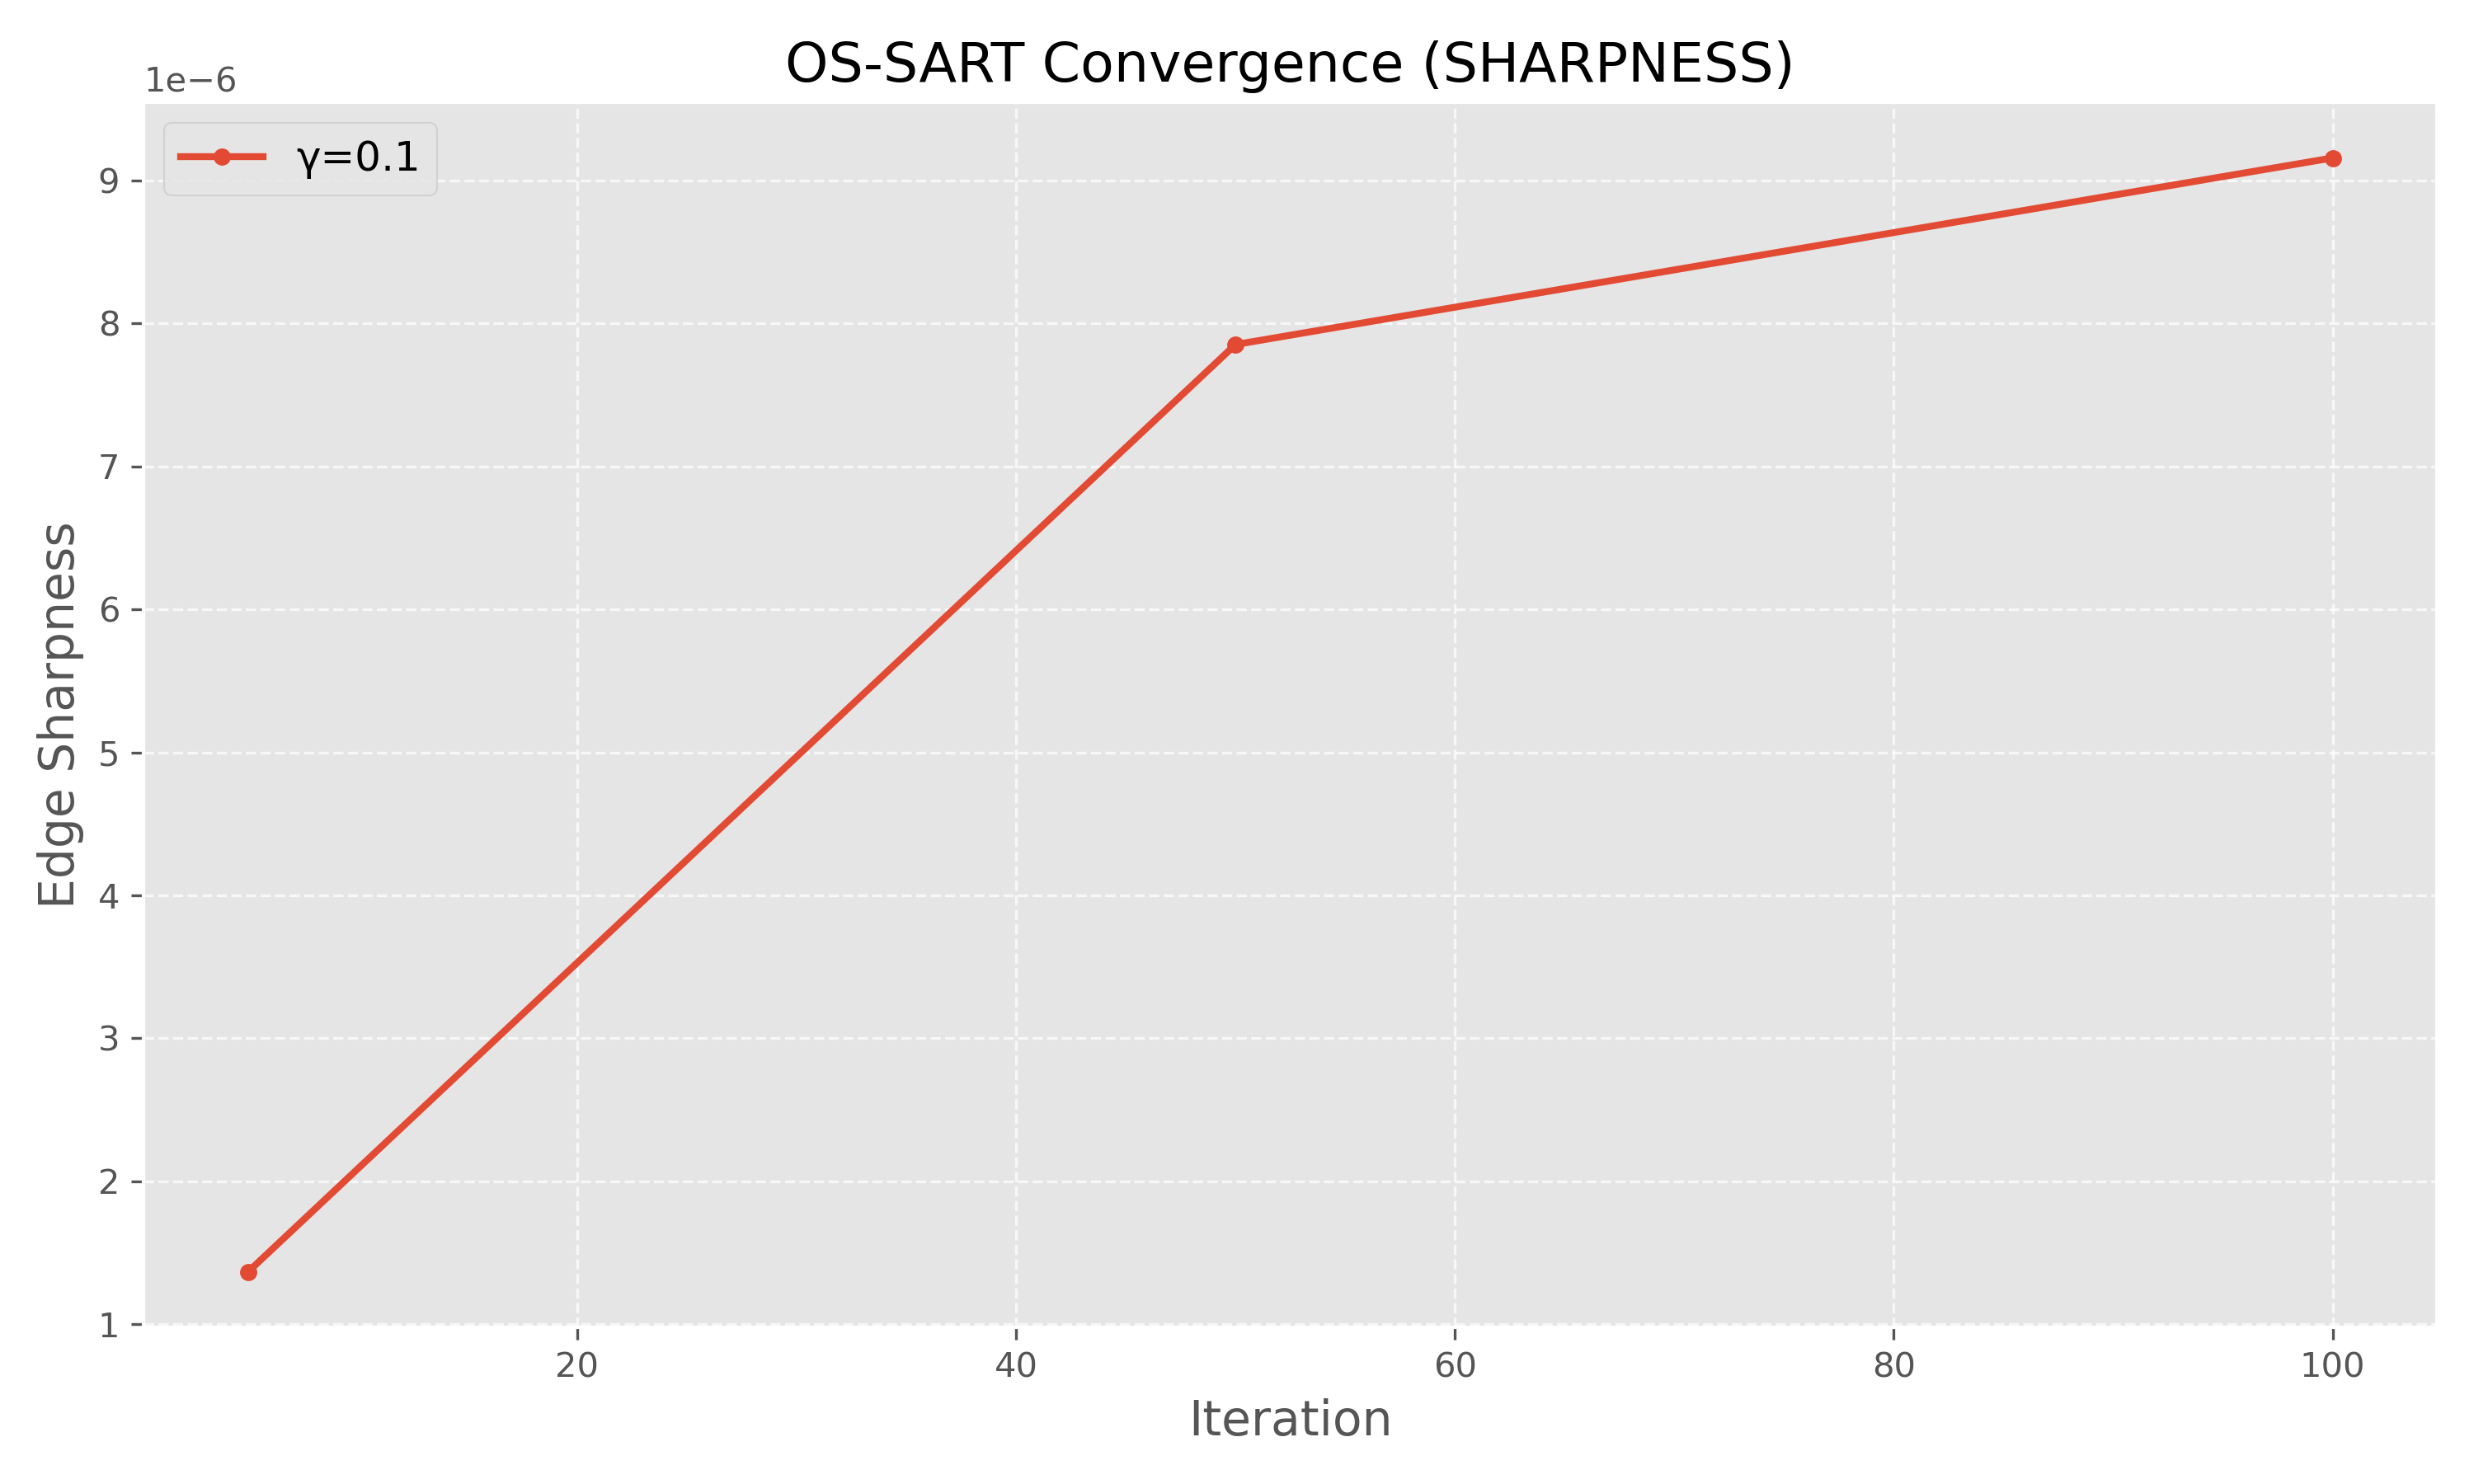 OS-SART Convergence (SHARPNESS)
1e−6
γ=0.1
9
8
7
6
5
4
3
2
1
Edge Sharpness
20 40 60 80 100
Iteration